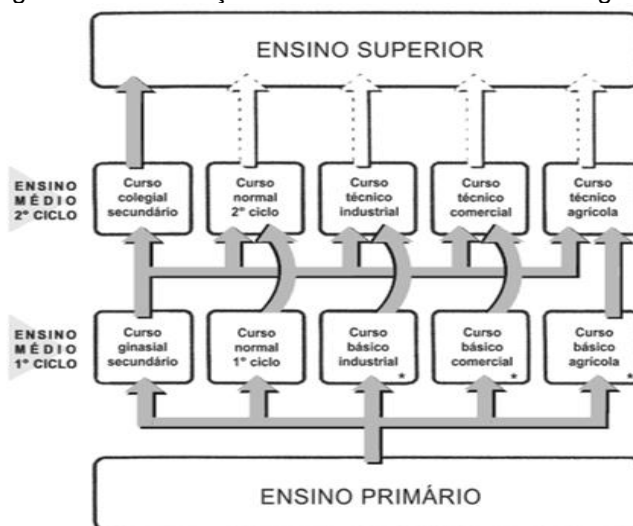 ENSINO SUPERIOR
ENSINO
MÉDIO
2º CICLO
Curso
colegial
secundário
Curso
normal
2º ciclo
Curso
técnico
industrial
Curso
técnico
comercial
Curso
técnico
agrícola
ENSINO
MÉDIO
1º CICLO
Curso
ginasial
secundário
Curso
normal
1º ciclo
Curso
básico
industrial
*
Curso
básico
comercial
*
Curso
básico
agrícola
*
ENSINO PRIMÁRIO